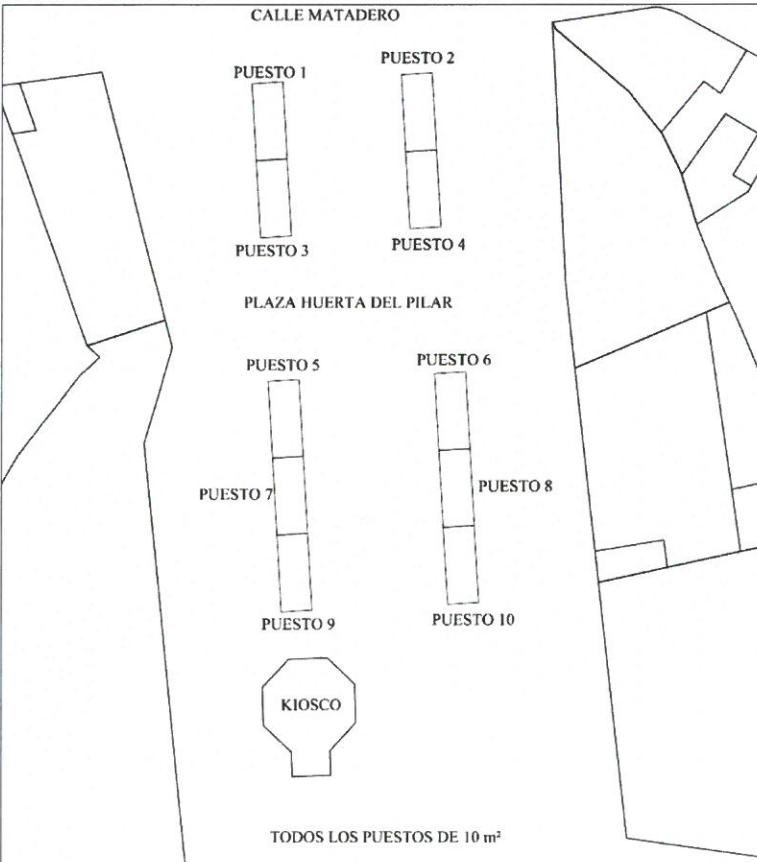 CALLE MATADERO
PUESTO 1
PUESTO 2
PUESTO 3
PUESTO 4
PLAZA HUERTA DEL PILAR
PUESTO 5
PUESTO 6
PUESTO 7
PUESTO 8
PUESTO 9
PUESTO 10
KIOSCO
TODOS LOS PUESTOS DE 10 m²